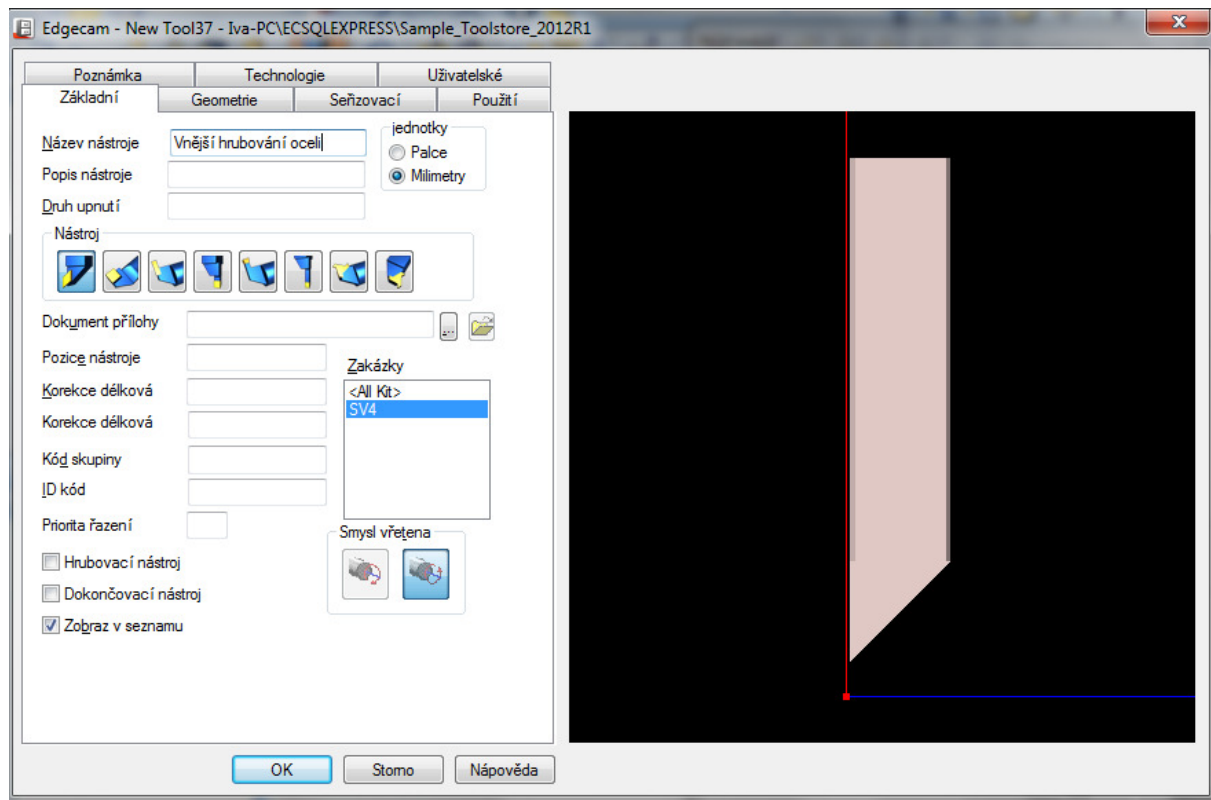 Edgecam - New Tool37 - Iva-PC\ECSQLEXPRESS\Sample_Toolstore_2012R1
x
Poznámka Technologie Uživatelské
Základní Geometrie Seřizovací Použití
jednotky
Název nástroje Vnější hrubování oceli
Palce
Popis nástroje
Milimetry
Druh upnutí
Nástroj
Dokument přílohy ...
Pozice nástroje
Zakázky
Korekce délková
<All Kit>
SV4
Korekce délková
Kód skupiny
ID kód
Priorita řazení
Smysl vřetena
Hrubovací nástroj
Dokončovací nástroj
Zobraz v seznamu
OK Storno Nápověda